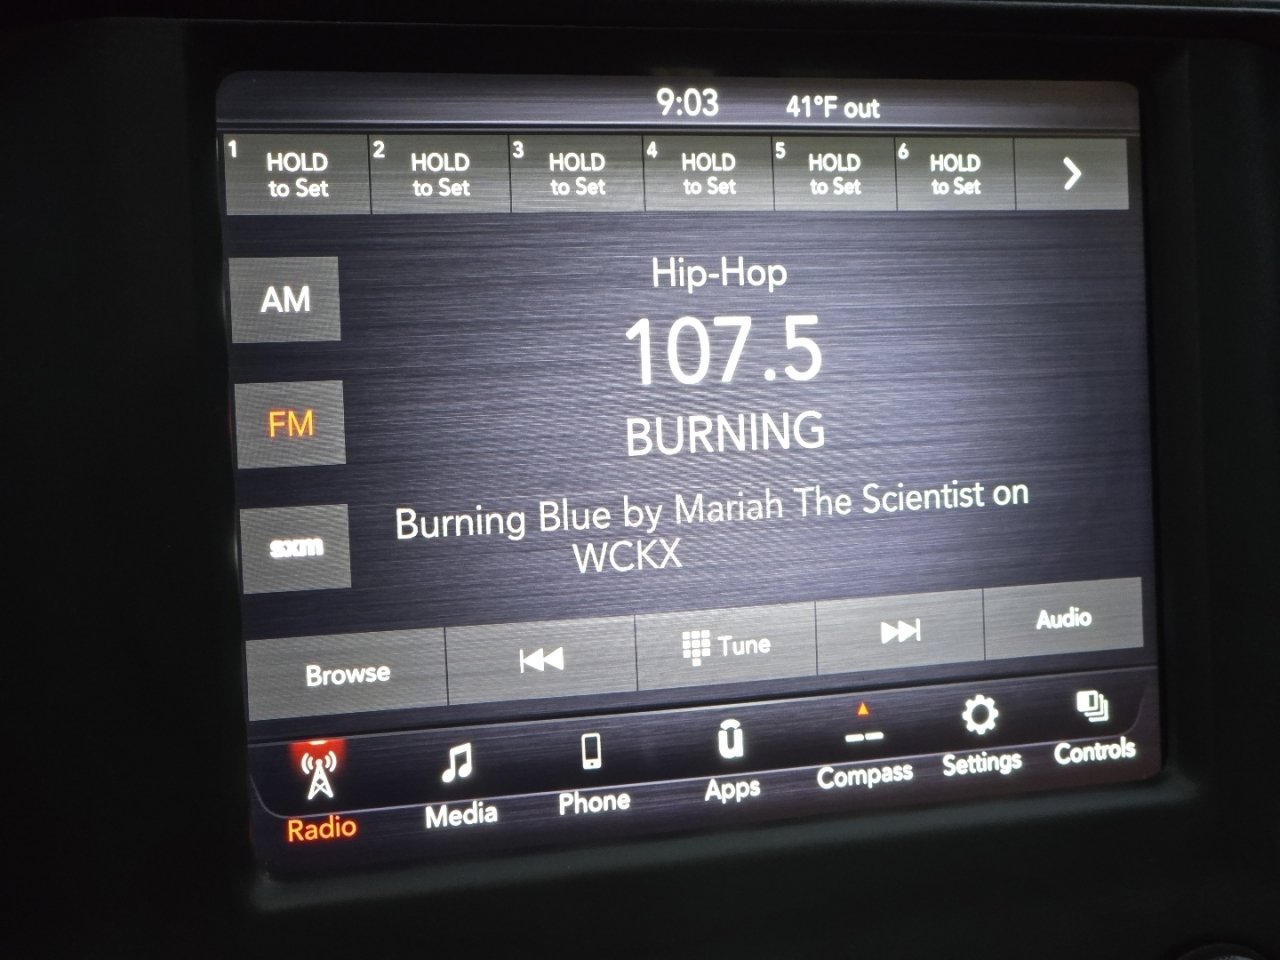 9:03 41°F out
1 HOLD to Set
2 HOLD to Set
3 HOLD to Set
4 HOLD to Set
5 HOLD to Set
6 HOLD to Set
AM
FM
sxm
Hip-Hop
107.5
BURNING
Burning Blue by Mariah The Scientist on
WCKX
Browse Tune Audio
Radio Media Phone Apps Compass Settings Controls